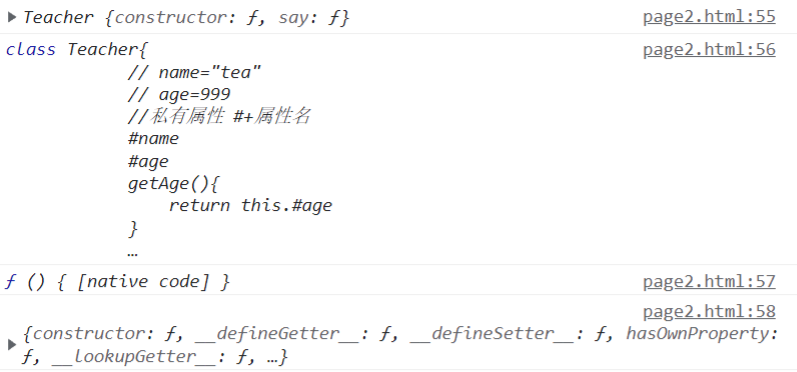 ▶ Teacher {constructor: ƒ, say: ƒ} page2.html:55
class Teacher{ page2.html:56
// name="tea"
// age=999
//私有属性 #+属性名
#name
#age
getAge(){
return this.#age
}
…
ƒ () { [native code] } page2.html:57
page2.html:58
{constructor: ƒ, __defineGetter__: ƒ, __defineSetter__: ƒ, hasOwnProperty:
▶ ƒ, __lookupGetter__: ƒ, …}